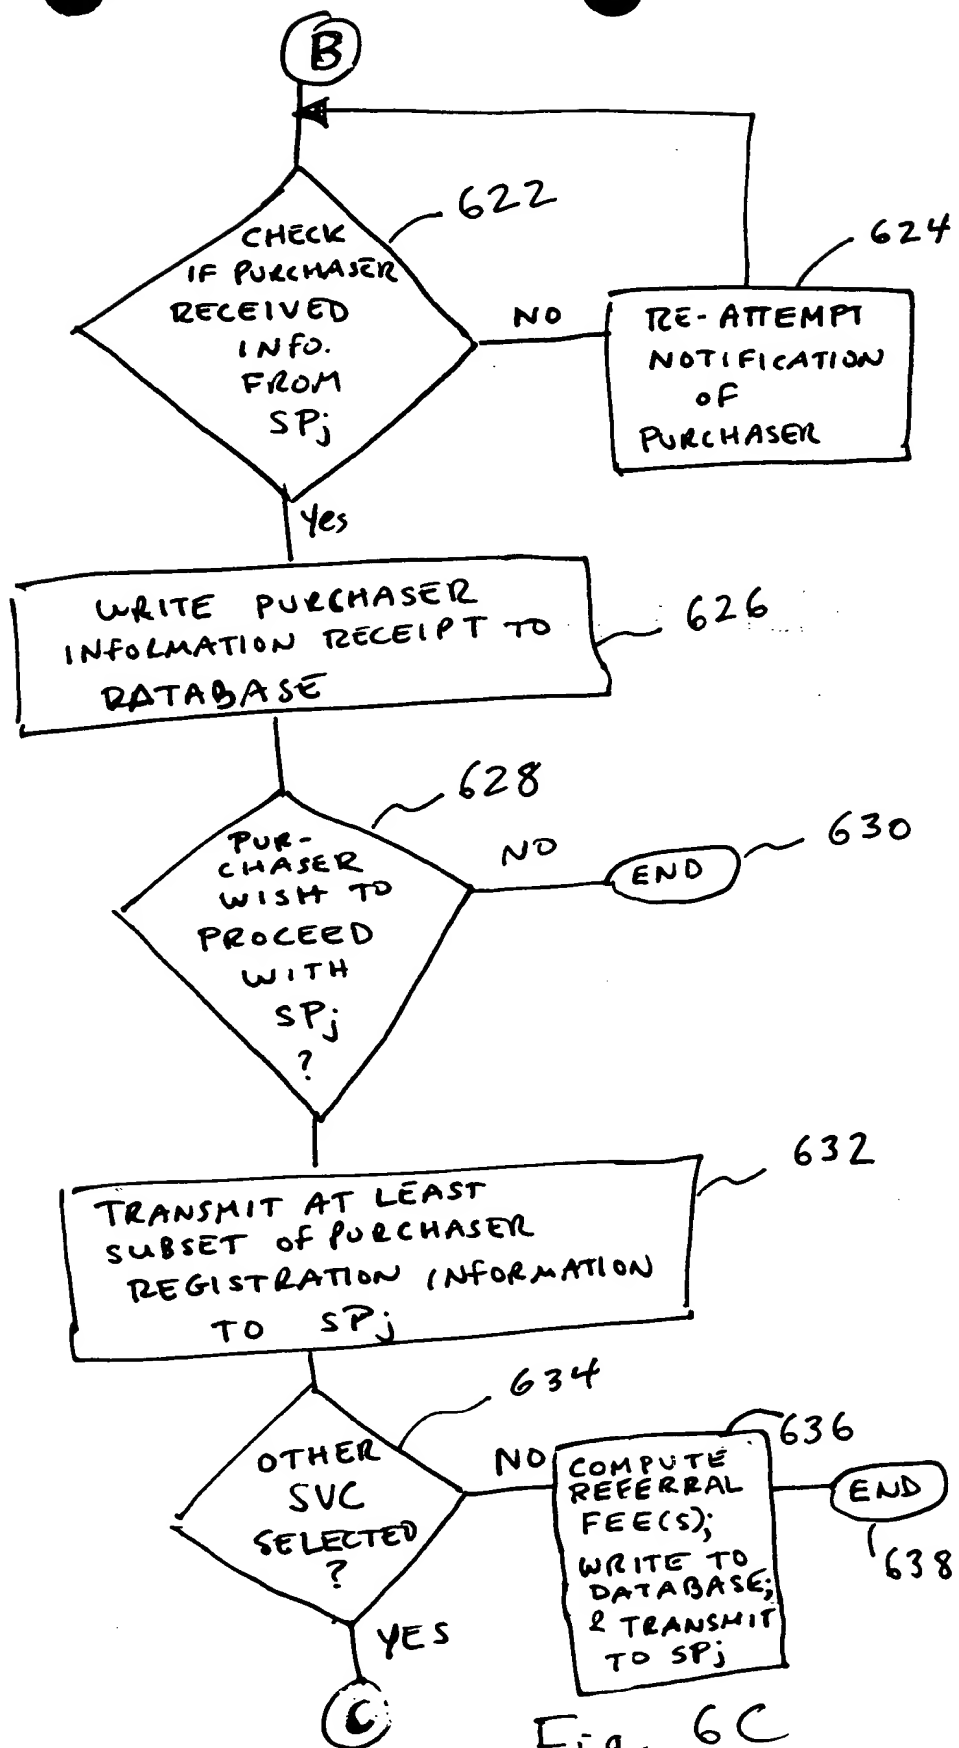 B
622
CHECK
IF PURCHASER
RECEIVED
INFO.
FROM
SPj
NO
624
RE-ATTEMPT
NOTIFICATION
OF
PURCHASER
Yes
WRITE PURCHASER
INFORMATION RECEIPT TO
DATABASE
626
628
PUR-
CHASER
WISH TO
PROCEED
WITH
SPj
?
NO
END
630
632
TRANSMIT AT LEAST
SUBSET OF PURCHASER
REGISTRATION INFORMATION
TO SPj
634
OTHER
SVC
SELECTED
?
NO
636
COMPUTE
REFERRAL
FEE(S);
WRITE TO
DATABASE;
& TRANSMIT
TO SPj
END
638
YES
C
Fig. 6C